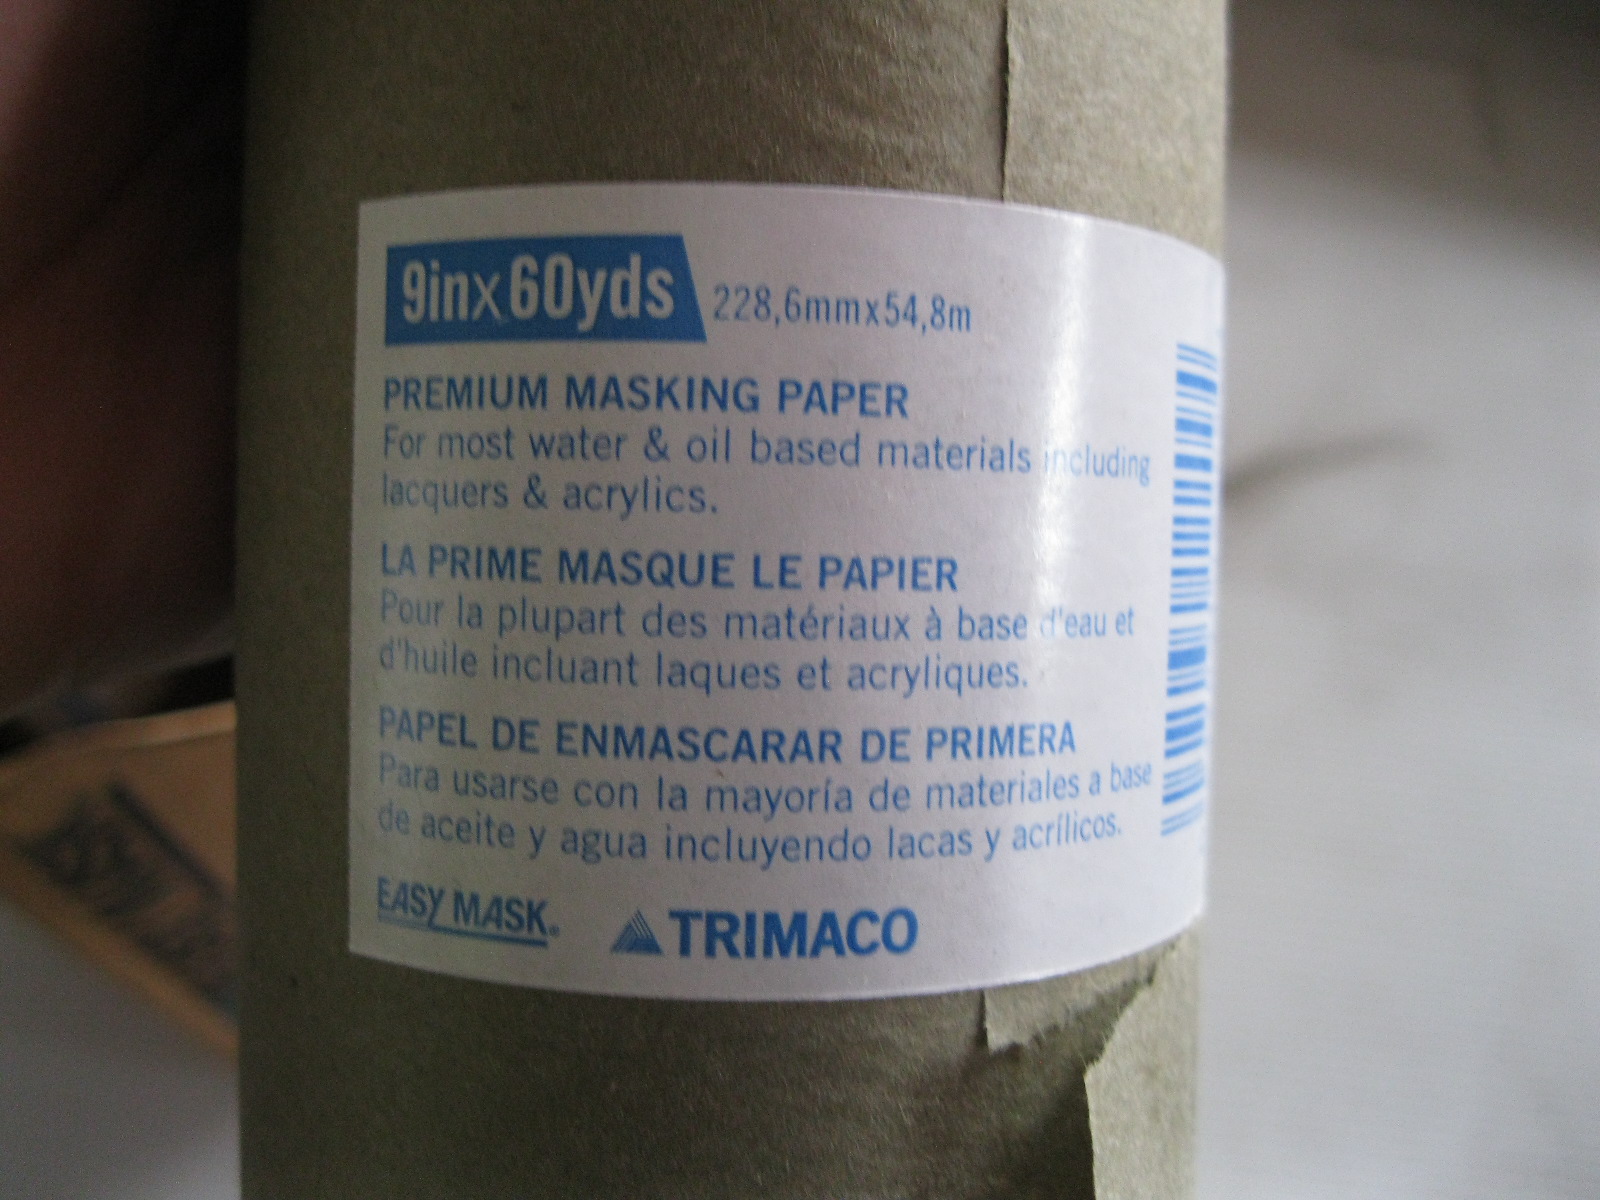 9inx60yds 228,6mmx54,8m
PREMIUM MASKING PAPER
For most water & oil based materials including
lacquers & acrylics.
LA PRIME MASQUE LE PAPIER
Pour la plupart des matériaux à base d'eau et
d'huile incluant laques et acryliques.
PAPEL DE ENMASCARAR DE PRIMERA
Para usarse con la mayoría de materiales a base
de aceite y agua incluyendo lacas y acrílicos.
EASY MASK® TRIMACO